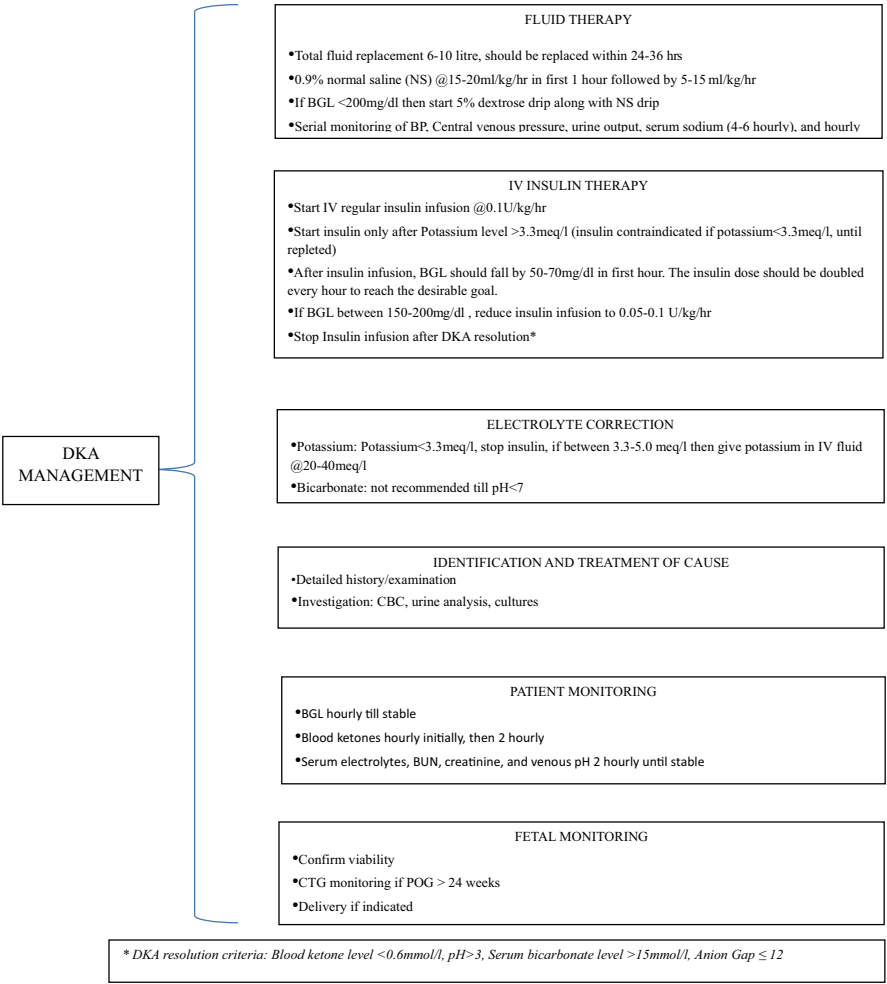 FLUID THERAPY
•Total fluid replacement 6-10 litre, should be replaced within 24-36 hrs
•0.9% normal saline (NS) @15-20ml/kg/hr in first 1 hour followed by 5-15 ml/kg/hr
•If BGL <200mg/dl then start 5% dextrose drip along with NS drip
•Serial monitoring of BP, Central venous pressure, urine output, serum sodium (4-6 hourly), and hourly
IV INSULIN THERAPY
•Start IV regular insulin infusion @0.1U/kg/hr
•Start insulin only after Potassium level >3.3meq/l (insulin contraindicated if potassium<3.3meq/l, until
repleted)
•After insulin infusion, BGL should fall by 50-70mg/dl in first hour. The insulin dose should be doubled
every hour to reach the desirable goal.
•If BGL between 150-200mg/dl , reduce insulin infusion to 0.05-0.1 U/kg/hr
•Stop Insulin infusion after DKA resolution*
ELECTROLYTE CORRECTION
•Potassium: Potassium<3.3meq/l, stop insulin, if between 3.3-5.0 meq/l then give potassium in IV fluid
@20-40meq/l
•Bicarbonate: not recommended till pH<7
DKA
MANAGEMENT
IDENTIFICATION AND TREATMENT OF CAUSE
•Detailed history/examination
•Investigation: CBC, urine analysis, cultures
PATIENT MONITORING
•BGL hourly till stable
•Blood ketones hourly initially, then 2 hourly
•Serum electrolytes, BUN, creatinine, and venous pH 2 hourly until stable
FETAL MONITORING
•Confirm viability
•CTG monitoring if POG > 24 weeks
•Delivery if indicated
* DKA resolution criteria: Blood ketone level <0.6mmol/l, pH>3, Serum bicarbonate level >15mmol/l, Anion Gap ≤ 12